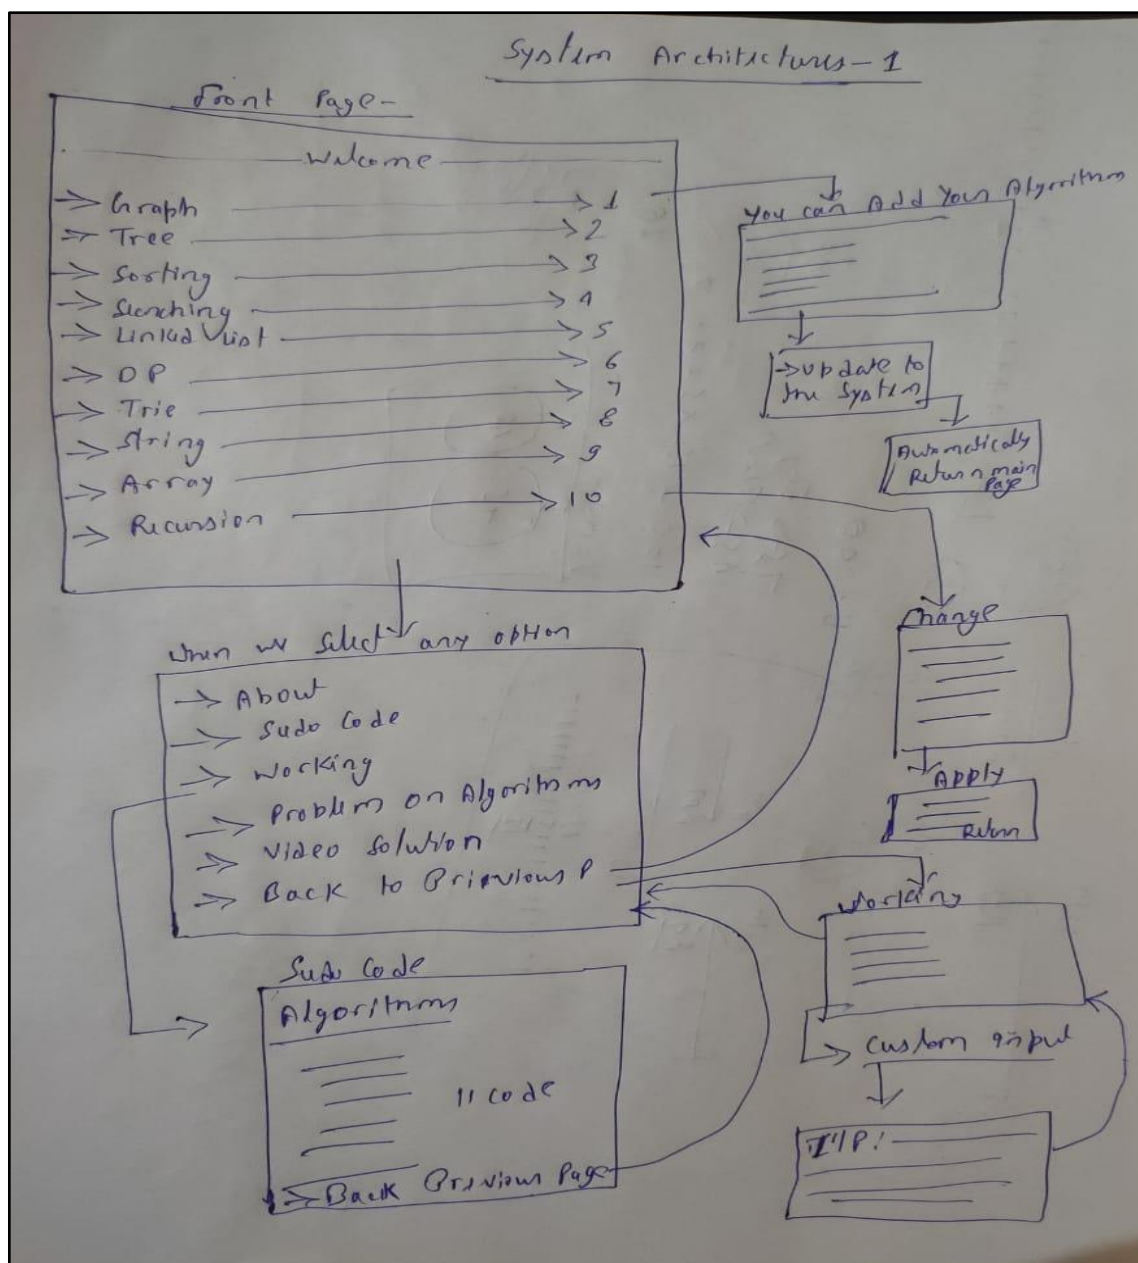 System Architectures - 1
Front Page -
Welcome
Graph 1
Tree 2
Sorting 3
Searching 4
Linked List 5
DP 6
Trie 7
String 8
Array 9
Recursion 10
You can Add Your Algorithm
Update to
the System
Automatically
Return main
Page
When we Select any option
About
Sudo Code
Working
Problem on Algorithms
Video Solution
Back to Previous P
Change
Apply
Return
Working
Custom input
I/P:
Sudo Code
Algorithms
11 code
Back Previous Page